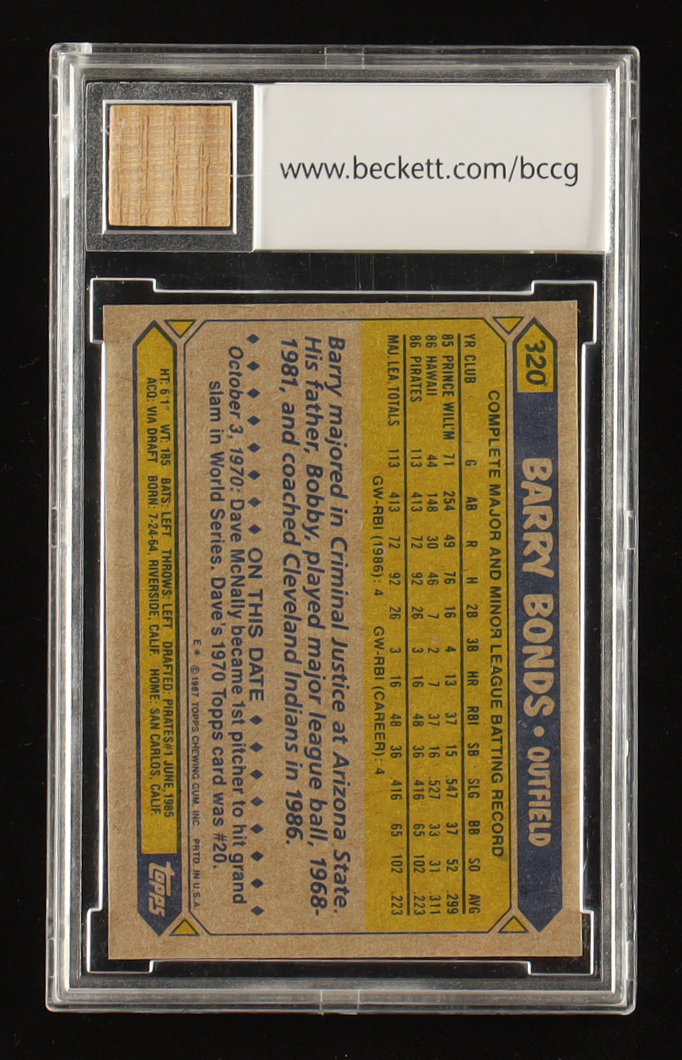 www.beckett.com/bccg
320 BARRY BONDS • OUTFIELD
COMPLETE MAJOR AND MINOR LEAGUE BATTING RECORD
YR CLUB G AB R H 2B 3B HR RBI SB SLG BB SO AVG
85 PRINCE WILL'M 71 254 49 76 16 4 13 37 15 .547 37 52 .299
86 HAWAII 44 148 30 46 7 2 7 37 16 .527 33 31 .311
86 PIRATES 113 413 72 92 26 3 16 48 36 .416 65 102 .223
MAJ.LEA.TOTALS 113 413 72 92 26 3 16 48 36 .416 65 102 .223
GW-RBI (1986): 4 GW-RBI (CAREER): 4
Barry majored in Criminal Justice at Arizona State.
His father, Bobby, played major league ball, 1968-
1981, and coached Cleveland Indians in 1986.
ON THIS DATE
October 3, 1970: Dave McNally became 1st pitcher to hit grand
slam in World Series. Dave's 1970 Topps card was #20.
E* © 1987 TOPPS CHEWING GUM, INC. PRTD. IN U.S.A.
HT: 6'1" WT: 185 BATS: LEFT THROWS: LEFT DRAFTED: PIRATES #1 JUNE, 1985
ACQ: VIA DRAFT BORN: 7-24-64, RIVERSIDE, CALIF. HOME: SAN CARLOS, CALIF.
TOPPS